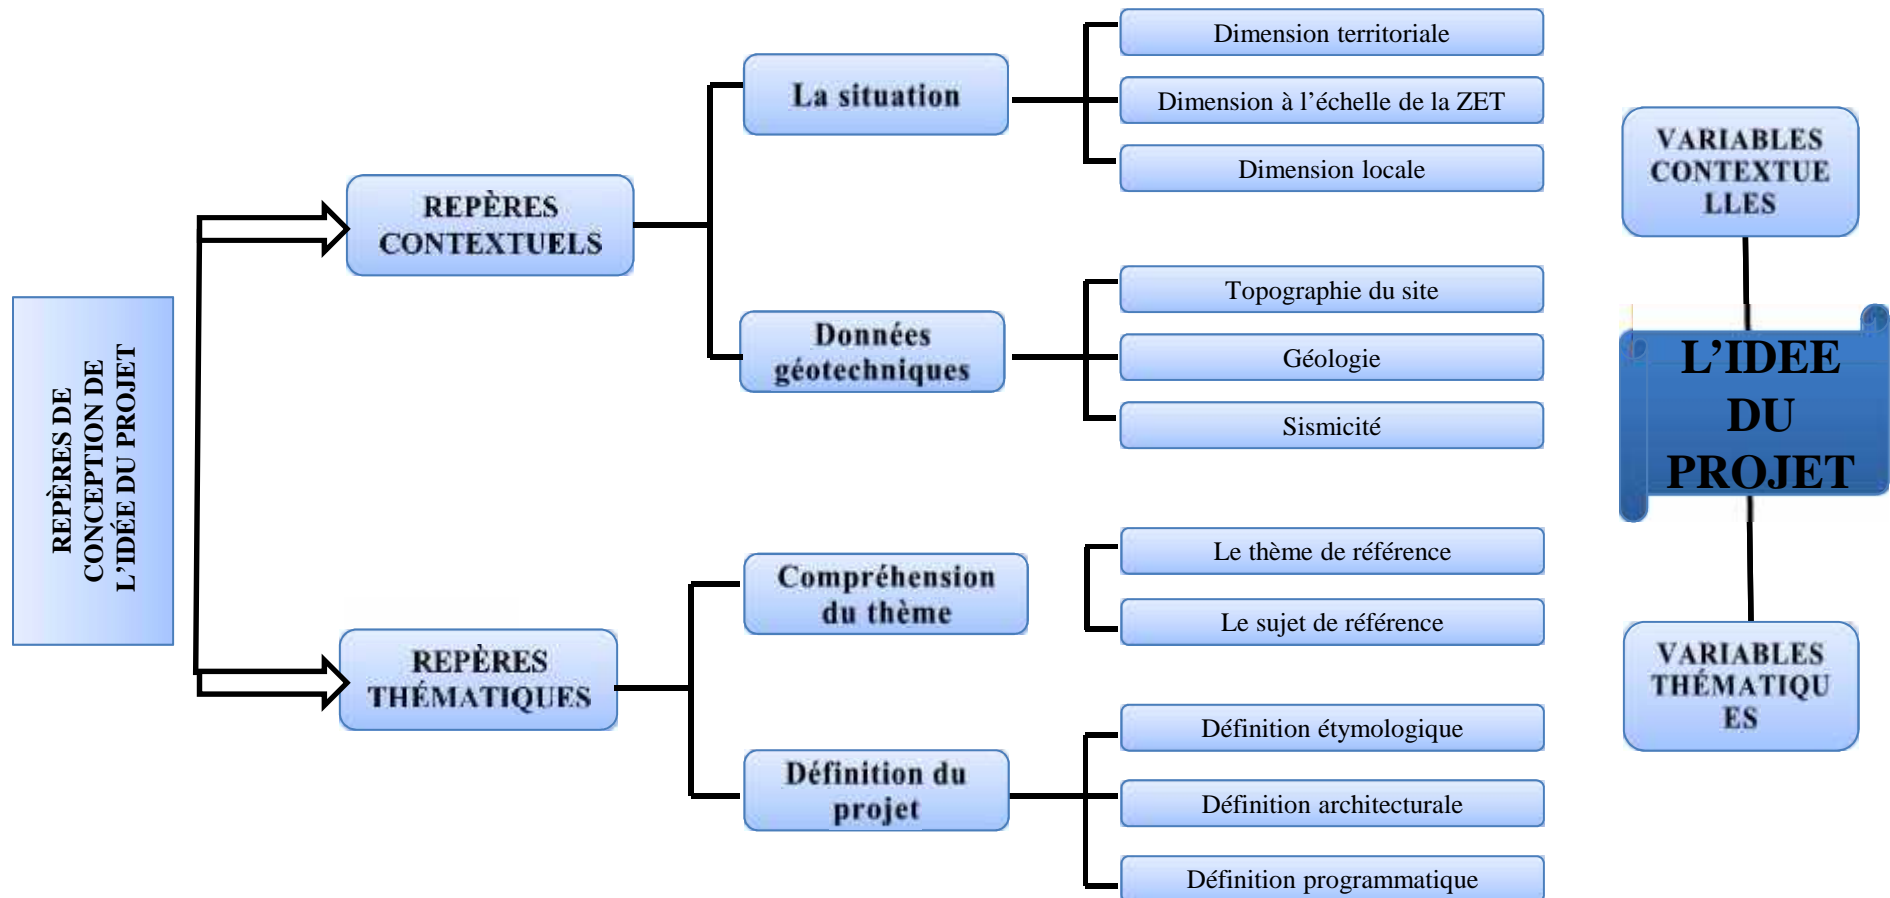 REPÈRES DE
CONCEPTION DE
L'IDÉE DU PROJET
REPÈRES
CONTEXTUELS
La situation
Dimension territoriale
Dimension à l'échelle de la ZET
Dimension locale
Données
géotechniques
Topographie du site
Géologie
Sismicité
REPÈRES
THÉMATIQUES
Compréhension
du thème
Le thème de référence
Le sujet de référence
Définition du
projet
Définition étymologique
Définition architecturale
Définition programmatique
VARIABLES
CONTEXTUE
LLES
L'IDEE
DU
PROJET
VARIABLES
THÉMATIQU
ES